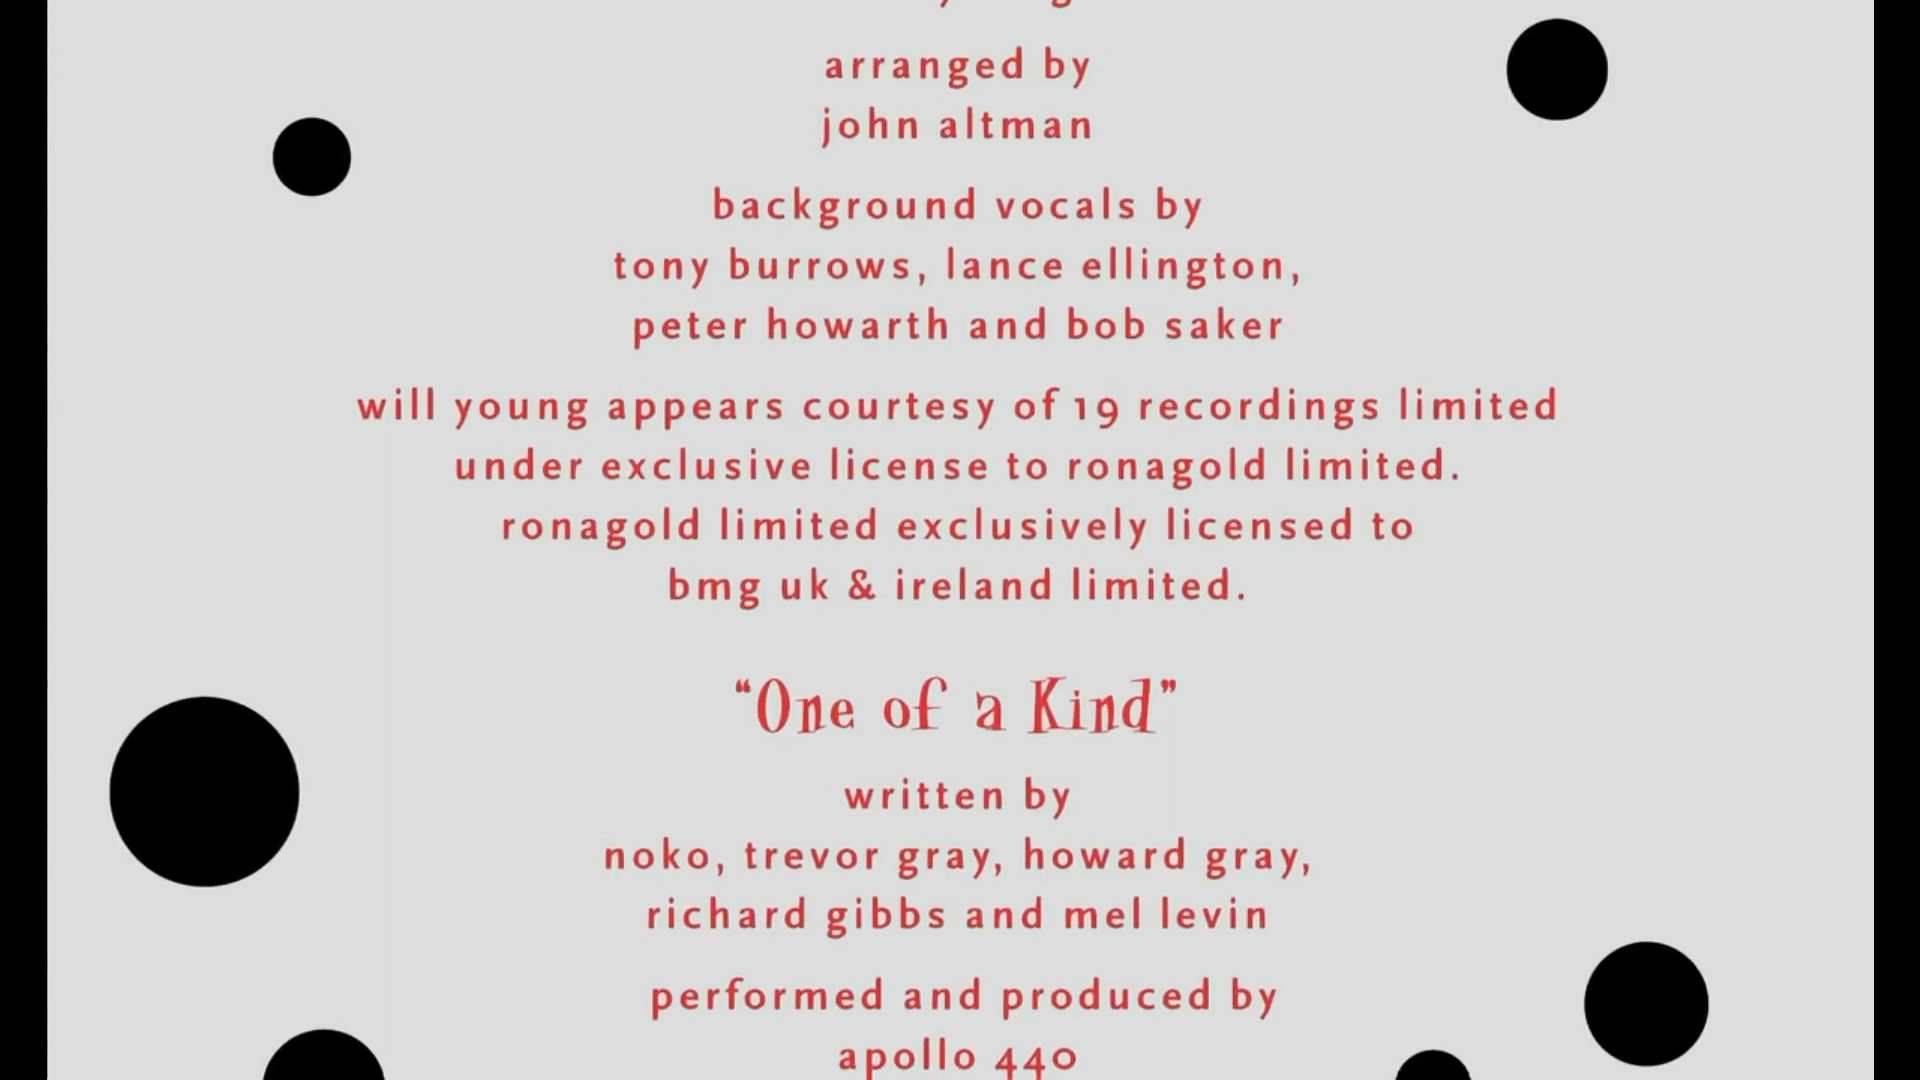 arranged by
john altman
background vocals by
tony burrows, lance ellington,
peter howarth and bob saker
will young appears courtesy of 19 recordings limited
under exclusive license to ronagold limited.
ronagold limited exclusively licensed to
bmg uk & ireland limited.
“One of a Kind”
written by
noko, trevor gray, howard gray,
richard gibbs and mel levin
performed and produced by
apollo 440